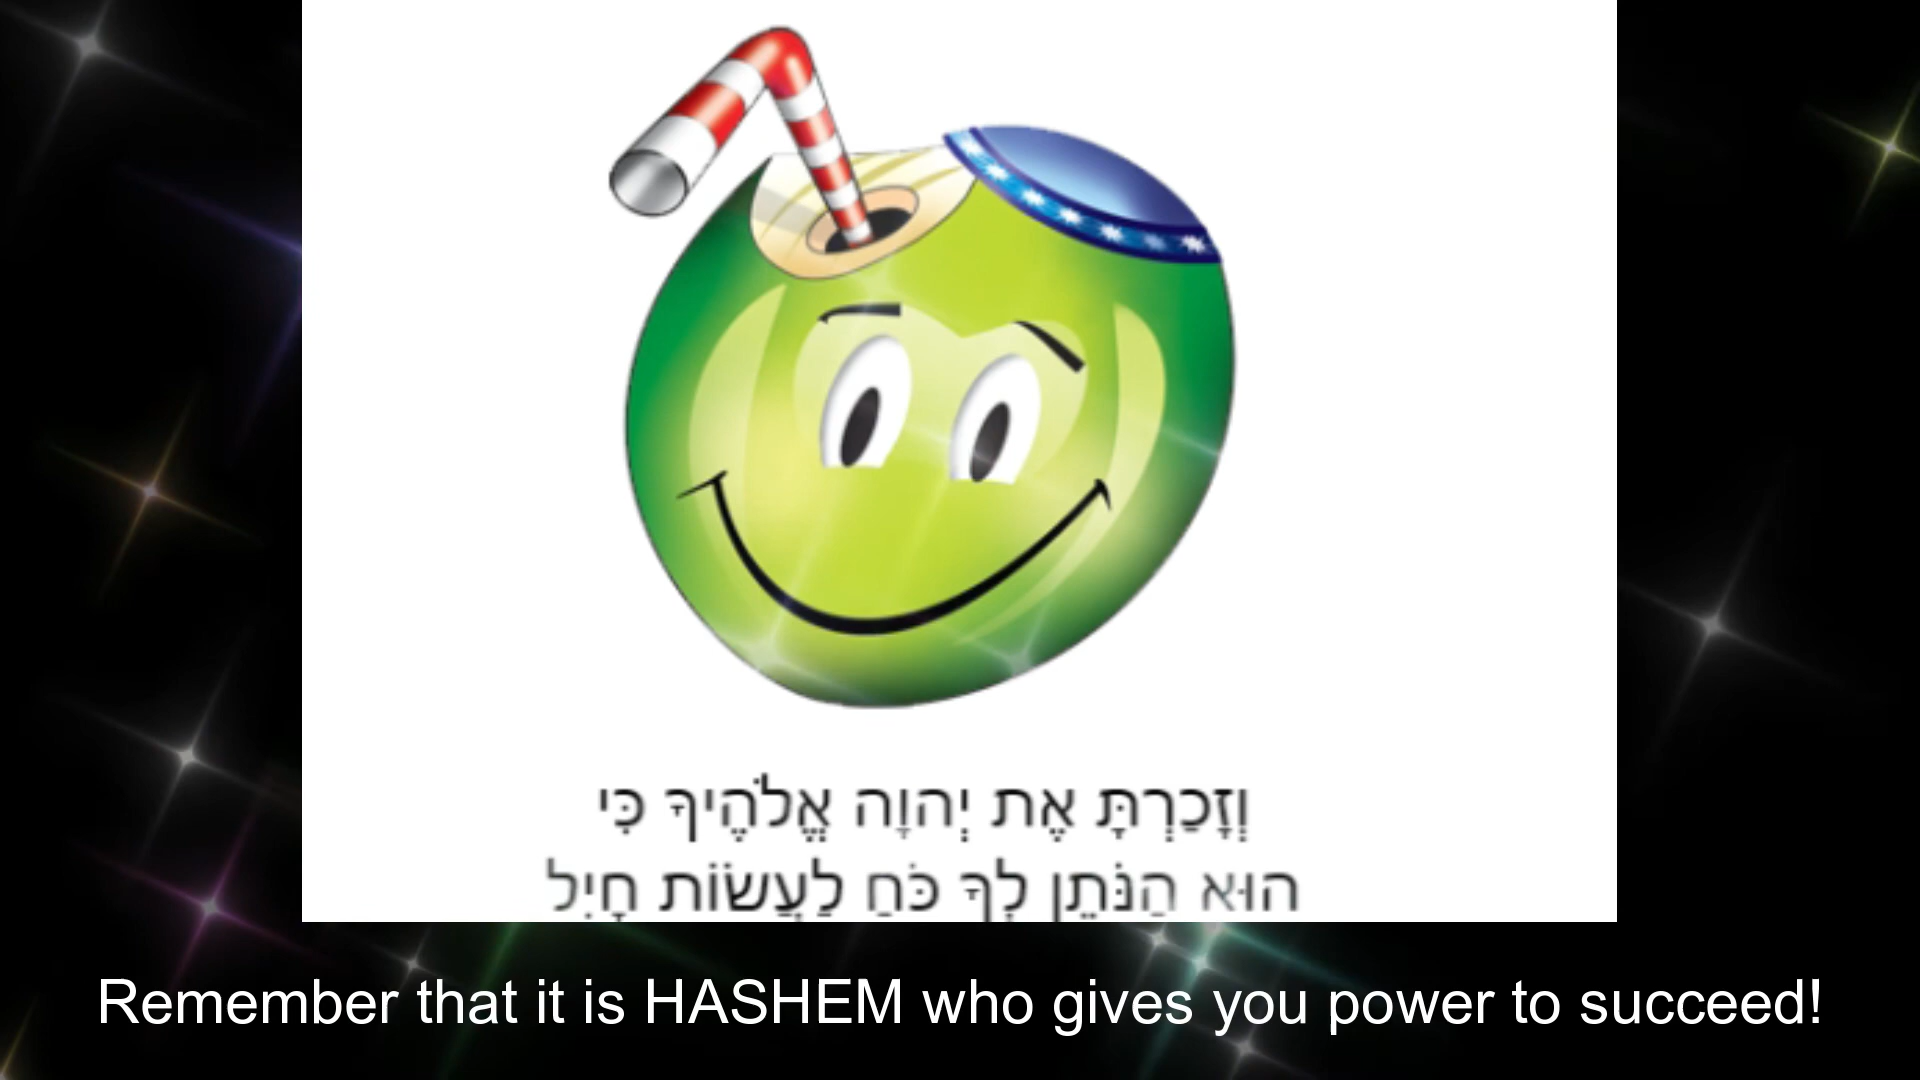 וְזָכַרְתָּ אֶת יְהוָה אֱלֹהֶיךָ כִּי
הוּא הַנֹּתֵן לְךָ כֹּחַ לַעֲשׂוֹת חָיִל
Remember that it is HASHEM who gives you power to succeed!